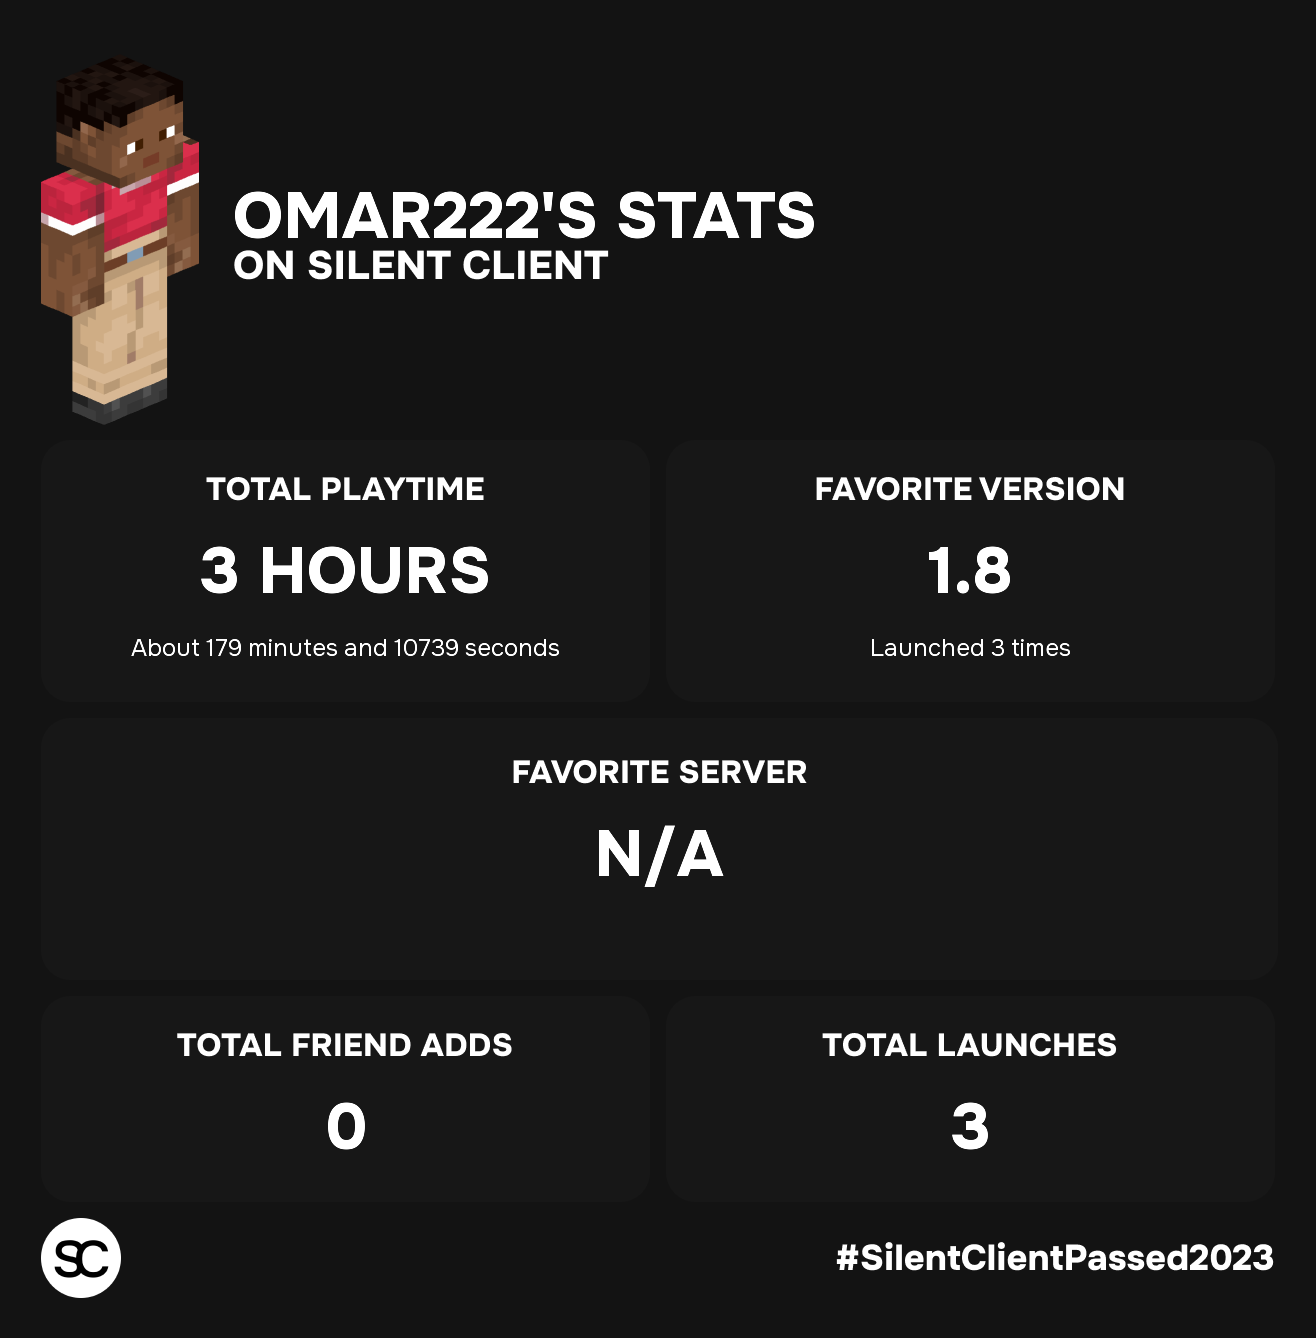 OMAR222'S STATS
ON SILENT CLIENT
TOTAL PLAYTIME
3 HOURS
About 179 minutes and 10739 seconds
FAVORITE VERSION
1.8
Launched 3 times
FAVORITE SERVER
N/A
TOTAL FRIEND ADDS
0
TOTAL LAUNCHES
3
SC
#SilentClientPassed2023